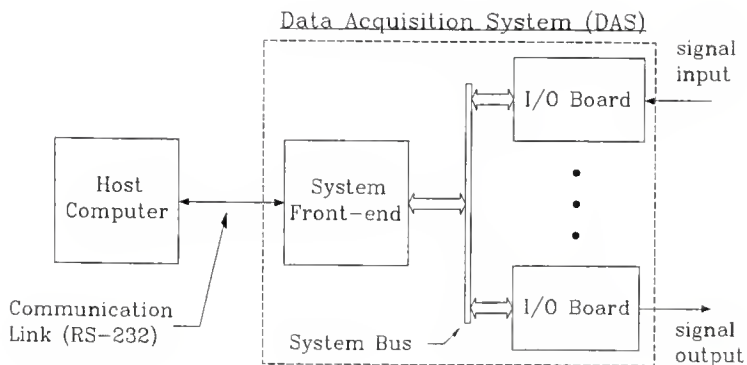 Data Acquisition System (DAS)
signal
input
I/O Board
Host
Computer
System
Front-end
I/O Board
Communication
Link (RS-232)
System Bus
signal
output